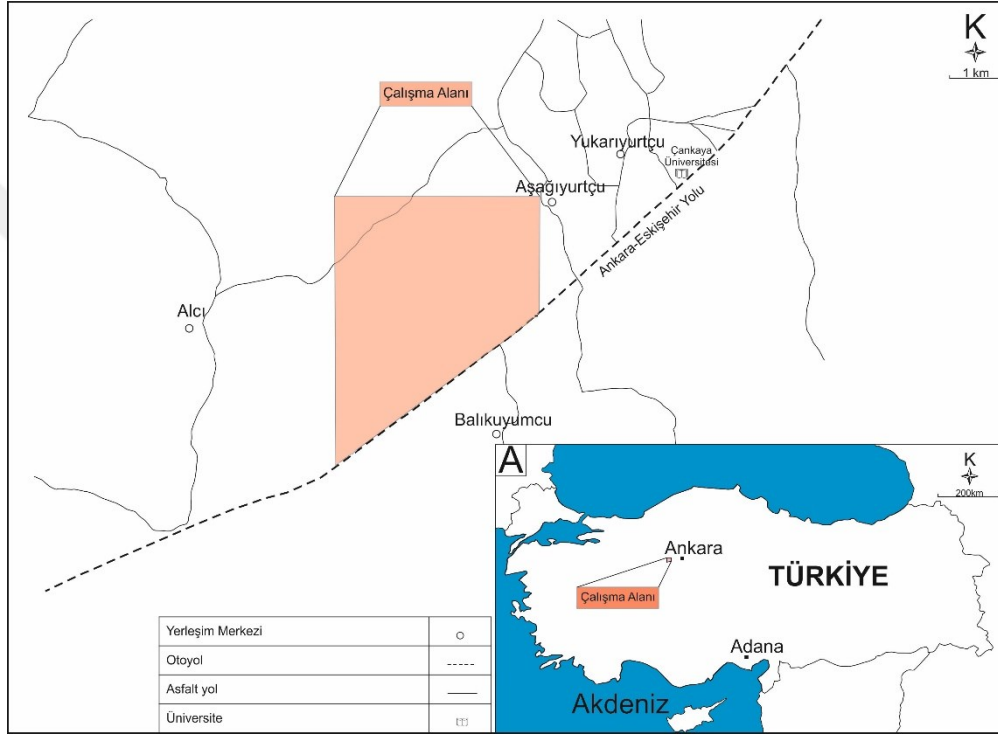 K
1 km
Çalışma Alanı
Yukarıyurtçu
Çankaya
Üniversitesi
Aşağıyurtçu
Ankara-Eskişehir Yolu
Alcı
Balıkuyumcu
A
K
200km
Ankara
Çalışma Alanı
TÜRKİYE
Adana
Akdeniz
Yerleşim Merkezi
Otoyol
Asfalt yol
Üniversite